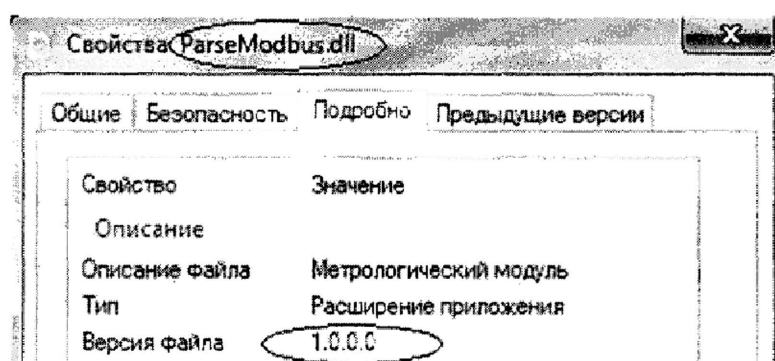 Свойства: ParseModbus.dll
Общие Безопасность Подробно Предыдущие версии
Свойство Значение
Описание
Описание файла Метрологический модуль
Тип Расширение приложения
Версия файла 1.0.0.0